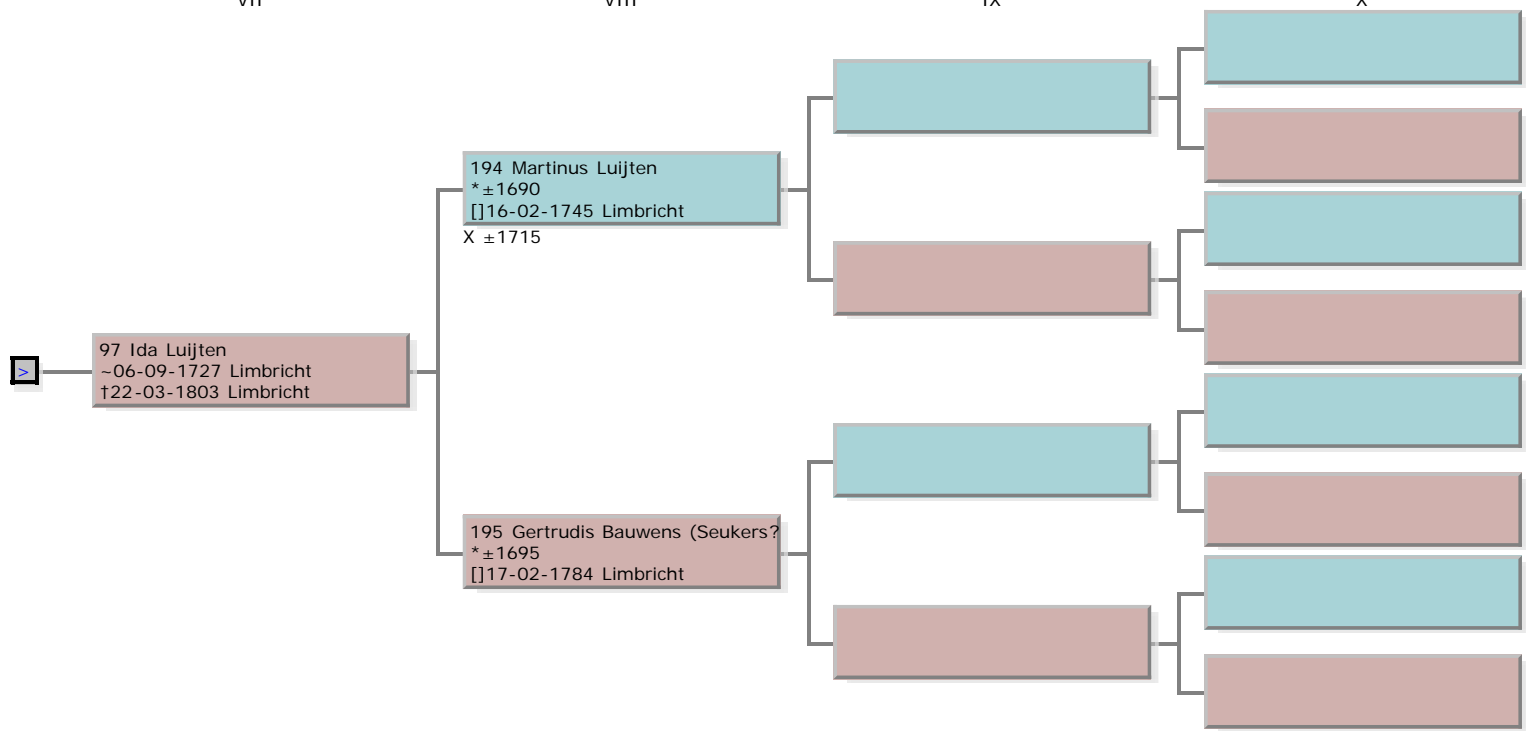 VII VIII IX X
194 Martinus Luijten
*±1690
[]16-02-1745 Limbricht
X ±1715
97 Ida Luijten
~06-09-1727 Limbricht
†22-03-1803 Limbricht
>
195 Gertrudis Bauwens (Seukers?
*±1695
[]17-02-1784 Limbricht